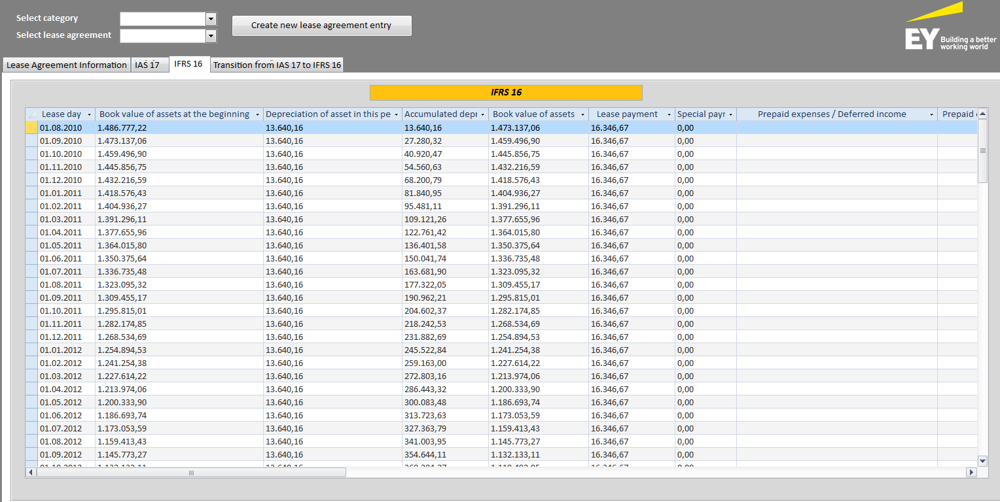 Select category
Select lease agreement
Create new lease agreement entry
EY Building a better
working world
Lease Agreement Information IAS 17 IFRS 16 Transition from IAS 17 to IFRS 16
IFRS 16
Lease day Book value of assets at the beginning Depreciation of asset in this pe Accumulated depr Book value of assets Lease payment Special payr Prepaid expenses / Deferred income Prepaid
01.08.2010 1.486.777,22 13.640,16 13.640,16 1.473.137,06 16.346,67 0,00
01.09.2010 1.473.137,06 13.640,16 27.280,32 1.459.496,90 16.346,67 0,00
01.10.2010 1.459.496,90 13.640,16 40.920,47 1.445.856,75 16.346,67 0,00
01.11.2010 1.445.856,75 13.640,16 54.560,63 1.432.216,59 16.346,67 0,00
01.12.2010 1.432.216,59 13.640,16 68.200,79 1.418.576,43 16.346,67 0,00
01.01.2011 1.418.576,43 13.640,16 81.840,95 1.404.936,27 16.346,67 0,00
01.02.2011 1.404.936,27 13.640,16 95.481,11 1.391.296,11 16.346,67 0,00
01.03.2011 1.391.296,11 13.640,16 109.121,26 1.377.655,96 16.346,67 0,00
01.04.2011 1.377.655,96 13.640,16 122.761,42 1.364.015,80 16.346,67 0,00
01.05.2011 1.364.015,80 13.640,16 136.401,58 1.350.375,64 16.346,67 0,00
01.06.2011 1.350.375,64 13.640,16 150.041,74 1.336.735,48 16.346,67 0,00
01.07.2011 1.336.735,48 13.640,16 163.681,90 1.323.095,32 16.346,67 0,00
01.08.2011 1.323.095,32 13.640,16 177.322,05 1.309.455,17 16.346,67 0,00
01.09.2011 1.309.455,17 13.640,16 190.962,21 1.295.815,01 16.346,67 0,00
01.10.2011 1.295.815,01 13.640,16 204.602,37 1.282.174,85 16.346,67 0,00
01.11.2011 1.282.174,85 13.640,16 218.242,53 1.268.534,69 16.346,67 0,00
01.12.2011 1.268.534,69 13.640,16 231.882,69 1.254.894,53 16.346,67 0,00
01.01.2012 1.254.894,53 13.640,16 245.522,84 1.241.254,38 16.346,67 0,00
01.02.2012 1.241.254,38 13.640,16 259.163,00 1.227.614,22 16.346,67 0,00
01.03.2012 1.227.614,22 13.640,16 272.803,16 1.213.974,06 16.346,67 0,00
01.04.2012 1.213.974,06 13.640,16 286.443,32 1.200.333,90 16.346,67 0,00
01.05.2012 1.200.333,90 13.640,16 300.083,48 1.186.693,74 16.346,67 0,00
01.06.2012 1.186.693,74 13.640,16 313.723,63 1.173.053,59 16.346,67 0,00
01.07.2012 1.173.053,59 13.640,16 327.363,79 1.159.413,43 16.346,67 0,00
01.08.2012 1.159.413,43 13.640,16 341.003,95 1.145.773,27 16.346,67 0,00
01.09.2012 1.145.773,27 13.640,16 354.644,11 1.132.133,11 16.346,67 0,00